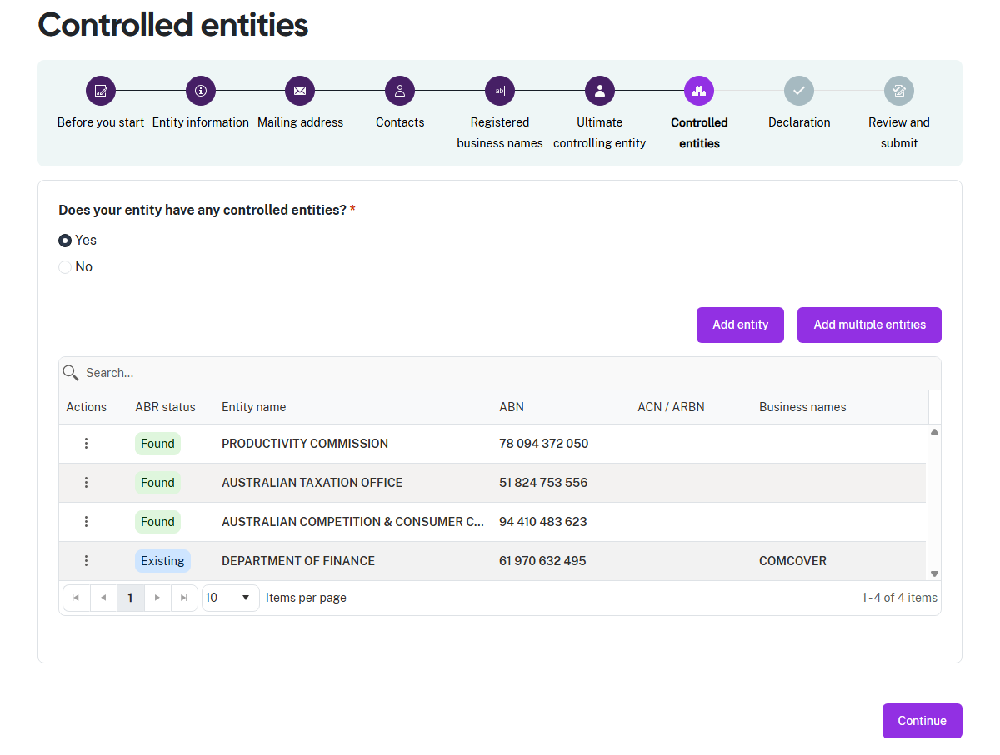 Controlled entities
Before you start
Entity information
Mailing address
Contacts
ab
Registered
business names
Ultimate
controlling entity
Controlled
entities
Declaration
Review and
submit
Does your entity have any controlled entities? *
Yes
No
Add entity
Add multiple entities
Search...
Actions ABR status Entity name ABN ACN / ARBN Business names
Found PRODUCTIVITY COMMISSION 78 094 372 050
Found AUSTRALIAN TAXATION OFFICE 51 824 753 556
Found AUSTRALIAN COMPETITION & CONSUMER C... 94 410 483 623
Existing DEPARTMENT OF FINANCE 61 970 632 495 COMCOVER
1 10 Items per page 1 - 4 of 4 items
Continue